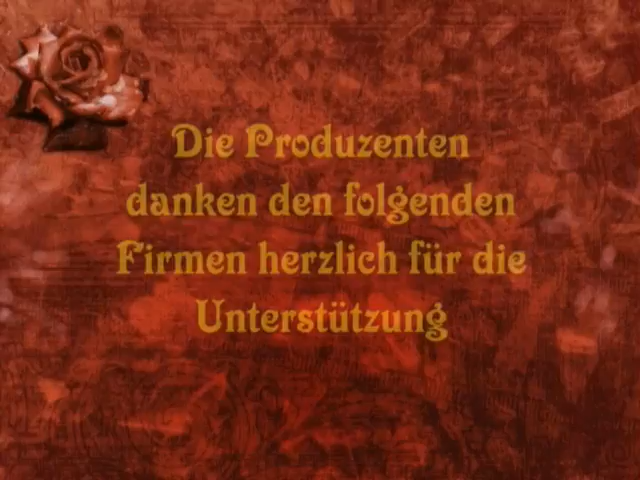 Die Produzenten
danken den folgenden
Firmen herzlich für die
Unterstützung